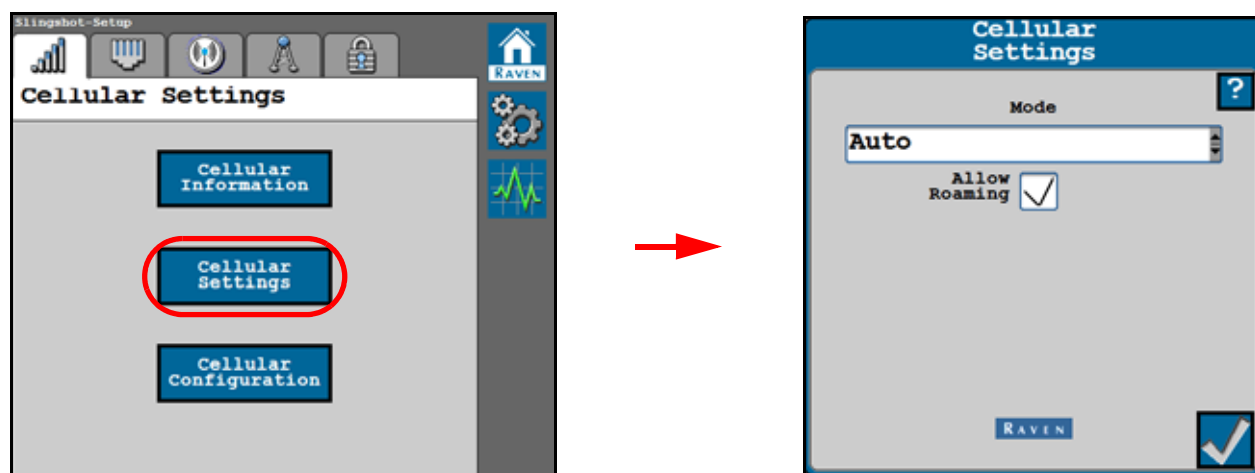 Slingshot-Setup
RAVEN
Cellular Settings
Cellular
Information
Cellular
Settings
Cellular
Configuration
Cellular
Settings
?
Mode
Auto
Allow
Roaming
RAVEN